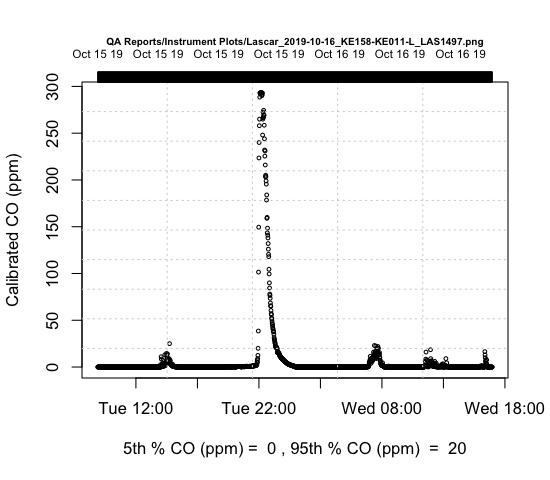 QA Reports/Instrument Plots/Lascar_2019-10-16_KE158-KE011-L_LAS1497.png
Oct 15 19 Oct 15 19 Oct 15 19 Oct 15 19 Oct 16 19 Oct 16 19 Oct 16 19
Calibrated CO (ppm)
300
250
200
150
100
50
0
Tue 12:00 Tue 22:00 Wed 08:00 Wed 18:00
5th % CO (ppm) = 0 , 95th % CO (ppm) = 20